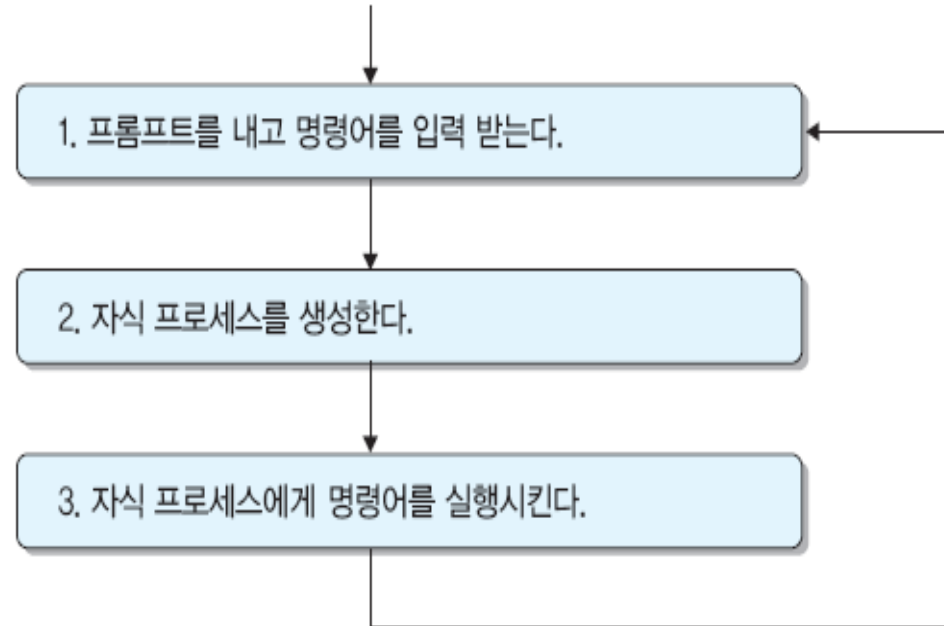 1. 프롬프트를 내고 명령어를 입력 받는다.
2. 자식 프로세스를 생성한다.
3. 자식 프로세스에게 명령어를 실행시킨다.